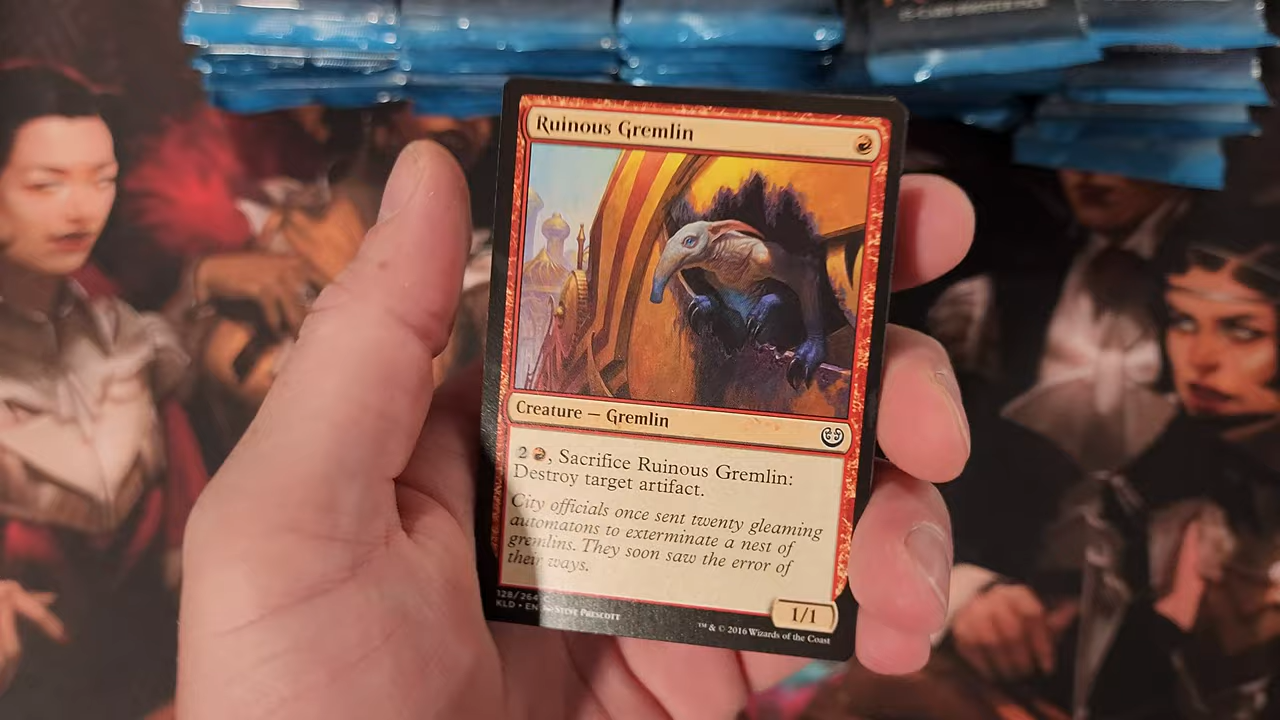 Ruinous Gremlin
Creature — Gremlin
2 , Sacrifice Ruinous Gremlin:
Destroy target artifact.
City officials once sent twenty gleaming
automatons to exterminate a nest of
gremlins. They soon saw the error of
their ways.
1/1
128/264 C
KLD • EN Steve Prescott
™ & © 2016 Wizards of the Coast